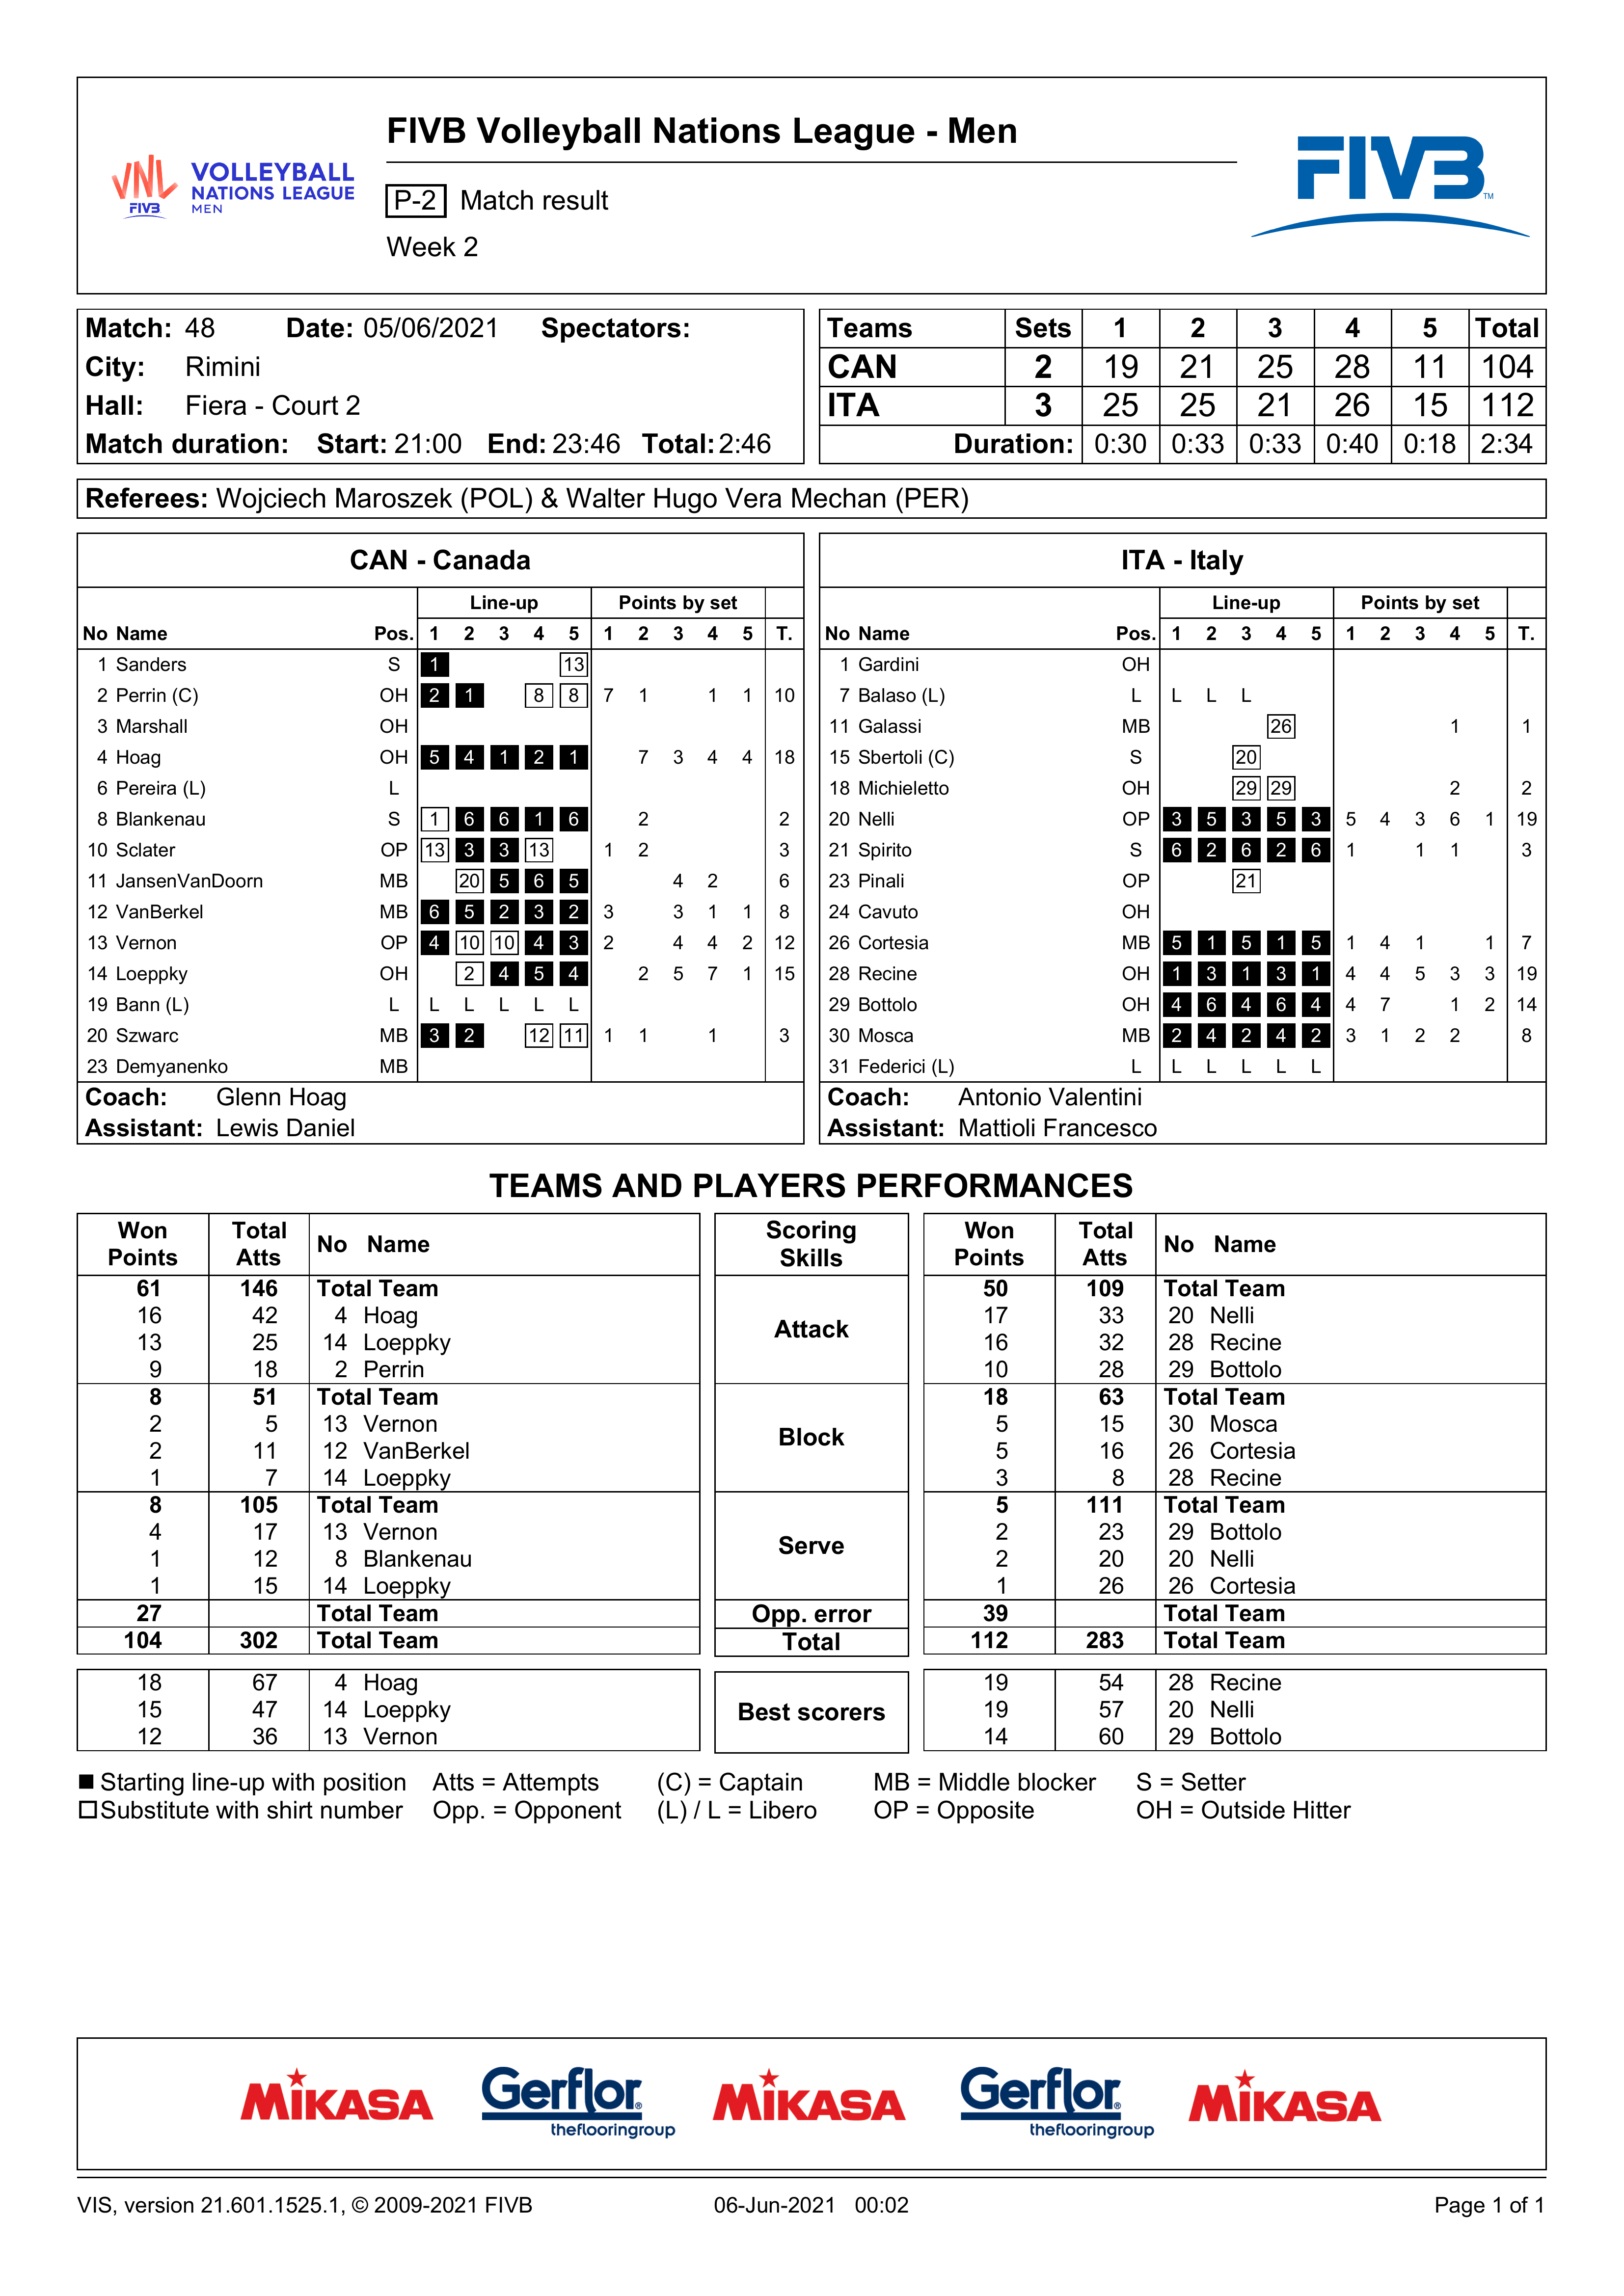 FIVB Volleyball Nations League - Men
VNL FIVB VOLLEYBALL NATIONS LEAGUE MEN
P-2 Match result
Week 2
FIVB TM
Match: 48 Date: 05/06/2021 Spectators:
City: Rimini
Hall: Fiera - Court 2
Match duration: Start: 21:00 End: 23:46 Total: 2:46
Teams Sets 1 2 3 4 5 Total
CAN 2 19 21 25 28 11 104
ITA 3 25 25 21 26 15 112
Duration: 0:30 0:33 0:33 0:40 0:18 2:34
Referees: Wojciech Maroszek (POL) & Walter Hugo Vera Mechan (PER)
CAN - Canada
Line-up Points by set
No Name Pos. 1 2 3 4 5 1 2 3 4 5 T.
1 Sanders S 1 13
2 Perrin (C) OH 2 1 8 8 7 1 1 1 10
3 Marshall OH
4 Hoag OH 5 4 1 2 1 7 3 4 4 18
6 Pereira (L) L
8 Blankenau S 1 6 6 1 6 2 2
10 Sclater OP 13 3 3 13 1 2 3
11 JansenVanDoorn MB 20 5 6 5 4 2 6
12 VanBerkel MB 6 5 2 3 2 3 3 1 1 8
13 Vernon OP 4 10 10 4 3 2 4 4 2 12
14 Loeppky OH 2 4 5 4 2 5 7 1 15
19 Bann (L) L L L L L L
20 Szwarc MB 3 2 12 11 1 1 1 3
23 Demyanenko MB
Coach: Glenn Hoag
Assistant: Lewis Daniel
ITA - Italy
Line-up Points by set
No Name Pos. 1 2 3 4 5 1 2 3 4 5 T.
1 Gardini OH
7 Balaso (L) L L L L
11 Galassi MB 26 1 1
15 Sbertoli (C) S 20
18 Michieletto OH 29 29 2 2
20 Nelli OP 3 5 3 5 3 5 4 3 6 1 19
21 Spirito S 6 2 6 2 6 1 1 1 3
23 Pinali OP 21
24 Cavuto OH
26 Cortesia MB 5 1 5 1 5 1 4 1 1 7
28 Recine OH 1 3 1 3 1 4 4 5 3 3 19
29 Bottolo OH 4 6 4 6 4 4 7 1 2 14
30 Mosca MB 2 4 2 4 2 3 1 2 2 8
31 Federici (L) L L L L L L
Coach: Antonio Valentini
Assistant: Mattioli Francesco
TEAMS AND PLAYERS PERFORMANCES
Won Points Total Atts No Name Scoring Skills Won Points Total Atts No Name
61 146 Total Team Attack 50 109 Total Team
16 42 4 Hoag 17 33 20 Nelli
13 25 14 Loeppky 16 32 28 Recine
9 18 2 Perrin 10 28 29 Bottolo
8 51 Total Team Block 18 63 Total Team
2 5 13 Vernon 5 15 30 Mosca
2 11 12 VanBerkel 5 16 26 Cortesia
1 7 14 Loeppky 3 8 28 Recine
8 105 Total Team Serve 5 111 Total Team
4 17 13 Vernon 2 23 29 Bottolo
1 12 8 Blankenau 2 20 20 Nelli
1 15 14 Loeppky 1 26 26 Cortesia
27 Total Team Opp. error 39 Total Team
104 302 Total Team Total 112 283 Total Team
18 67 4 Hoag Best scorers 19 54 28 Recine
15 47 14 Loeppky 19 57 20 Nelli
12 36 13 Vernon 14 60 29 Bottolo
Starting line-up with position Atts = Attempts (C) = Captain MB = Middle blocker S = Setter
Substitute with shirt number Opp. = Opponent (L) / L = Libero OP = Opposite OH = Outside Hitter
MIKASA Gerflor® theflooringgroup MIKASA Gerflor® theflooringgroup MIKASA
VIS, version 21.601.1525.1, © 2009-2021 FIVB 06-Jun-2021 00:02 Page 1 of 1